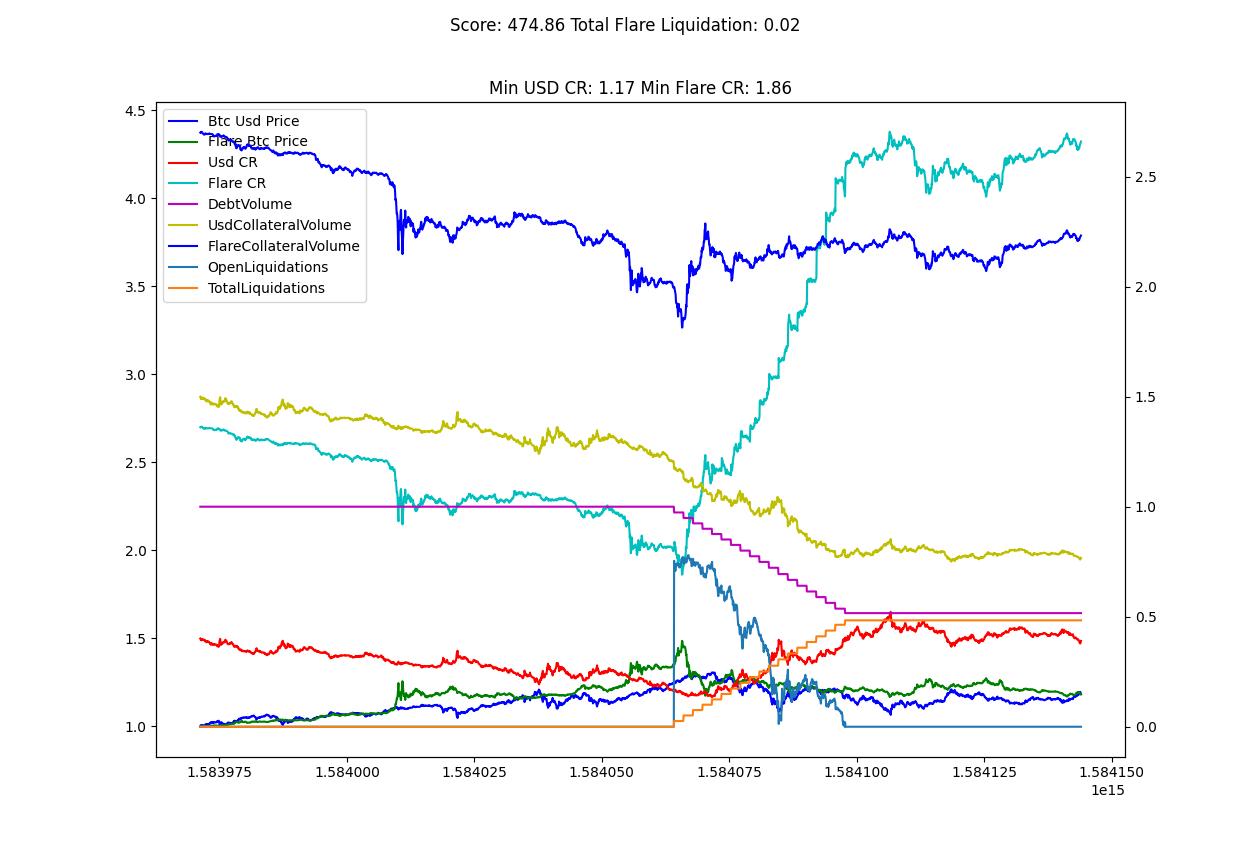 Score: 474.86 Total Flare Liquidation: 0.02
Min USD CR: 1.17 Min Flare CR: 1.86
4.5
4.0
3.5
3.0
2.5
2.0
1.5
1.0
Btc Usd Price
Flare Btc Price
Usd CR
Flare CR
DebtVolume
UsdCollateralVolume
FlareCollateralVolume
OpenLiquidations
TotalLiquidations
2.5
2.0
1.5
1.0
0.5
0.0
1.583975 1.584000 1.584025 1.584050 1.584075 1.584100 1.584125 1.584150
1e15